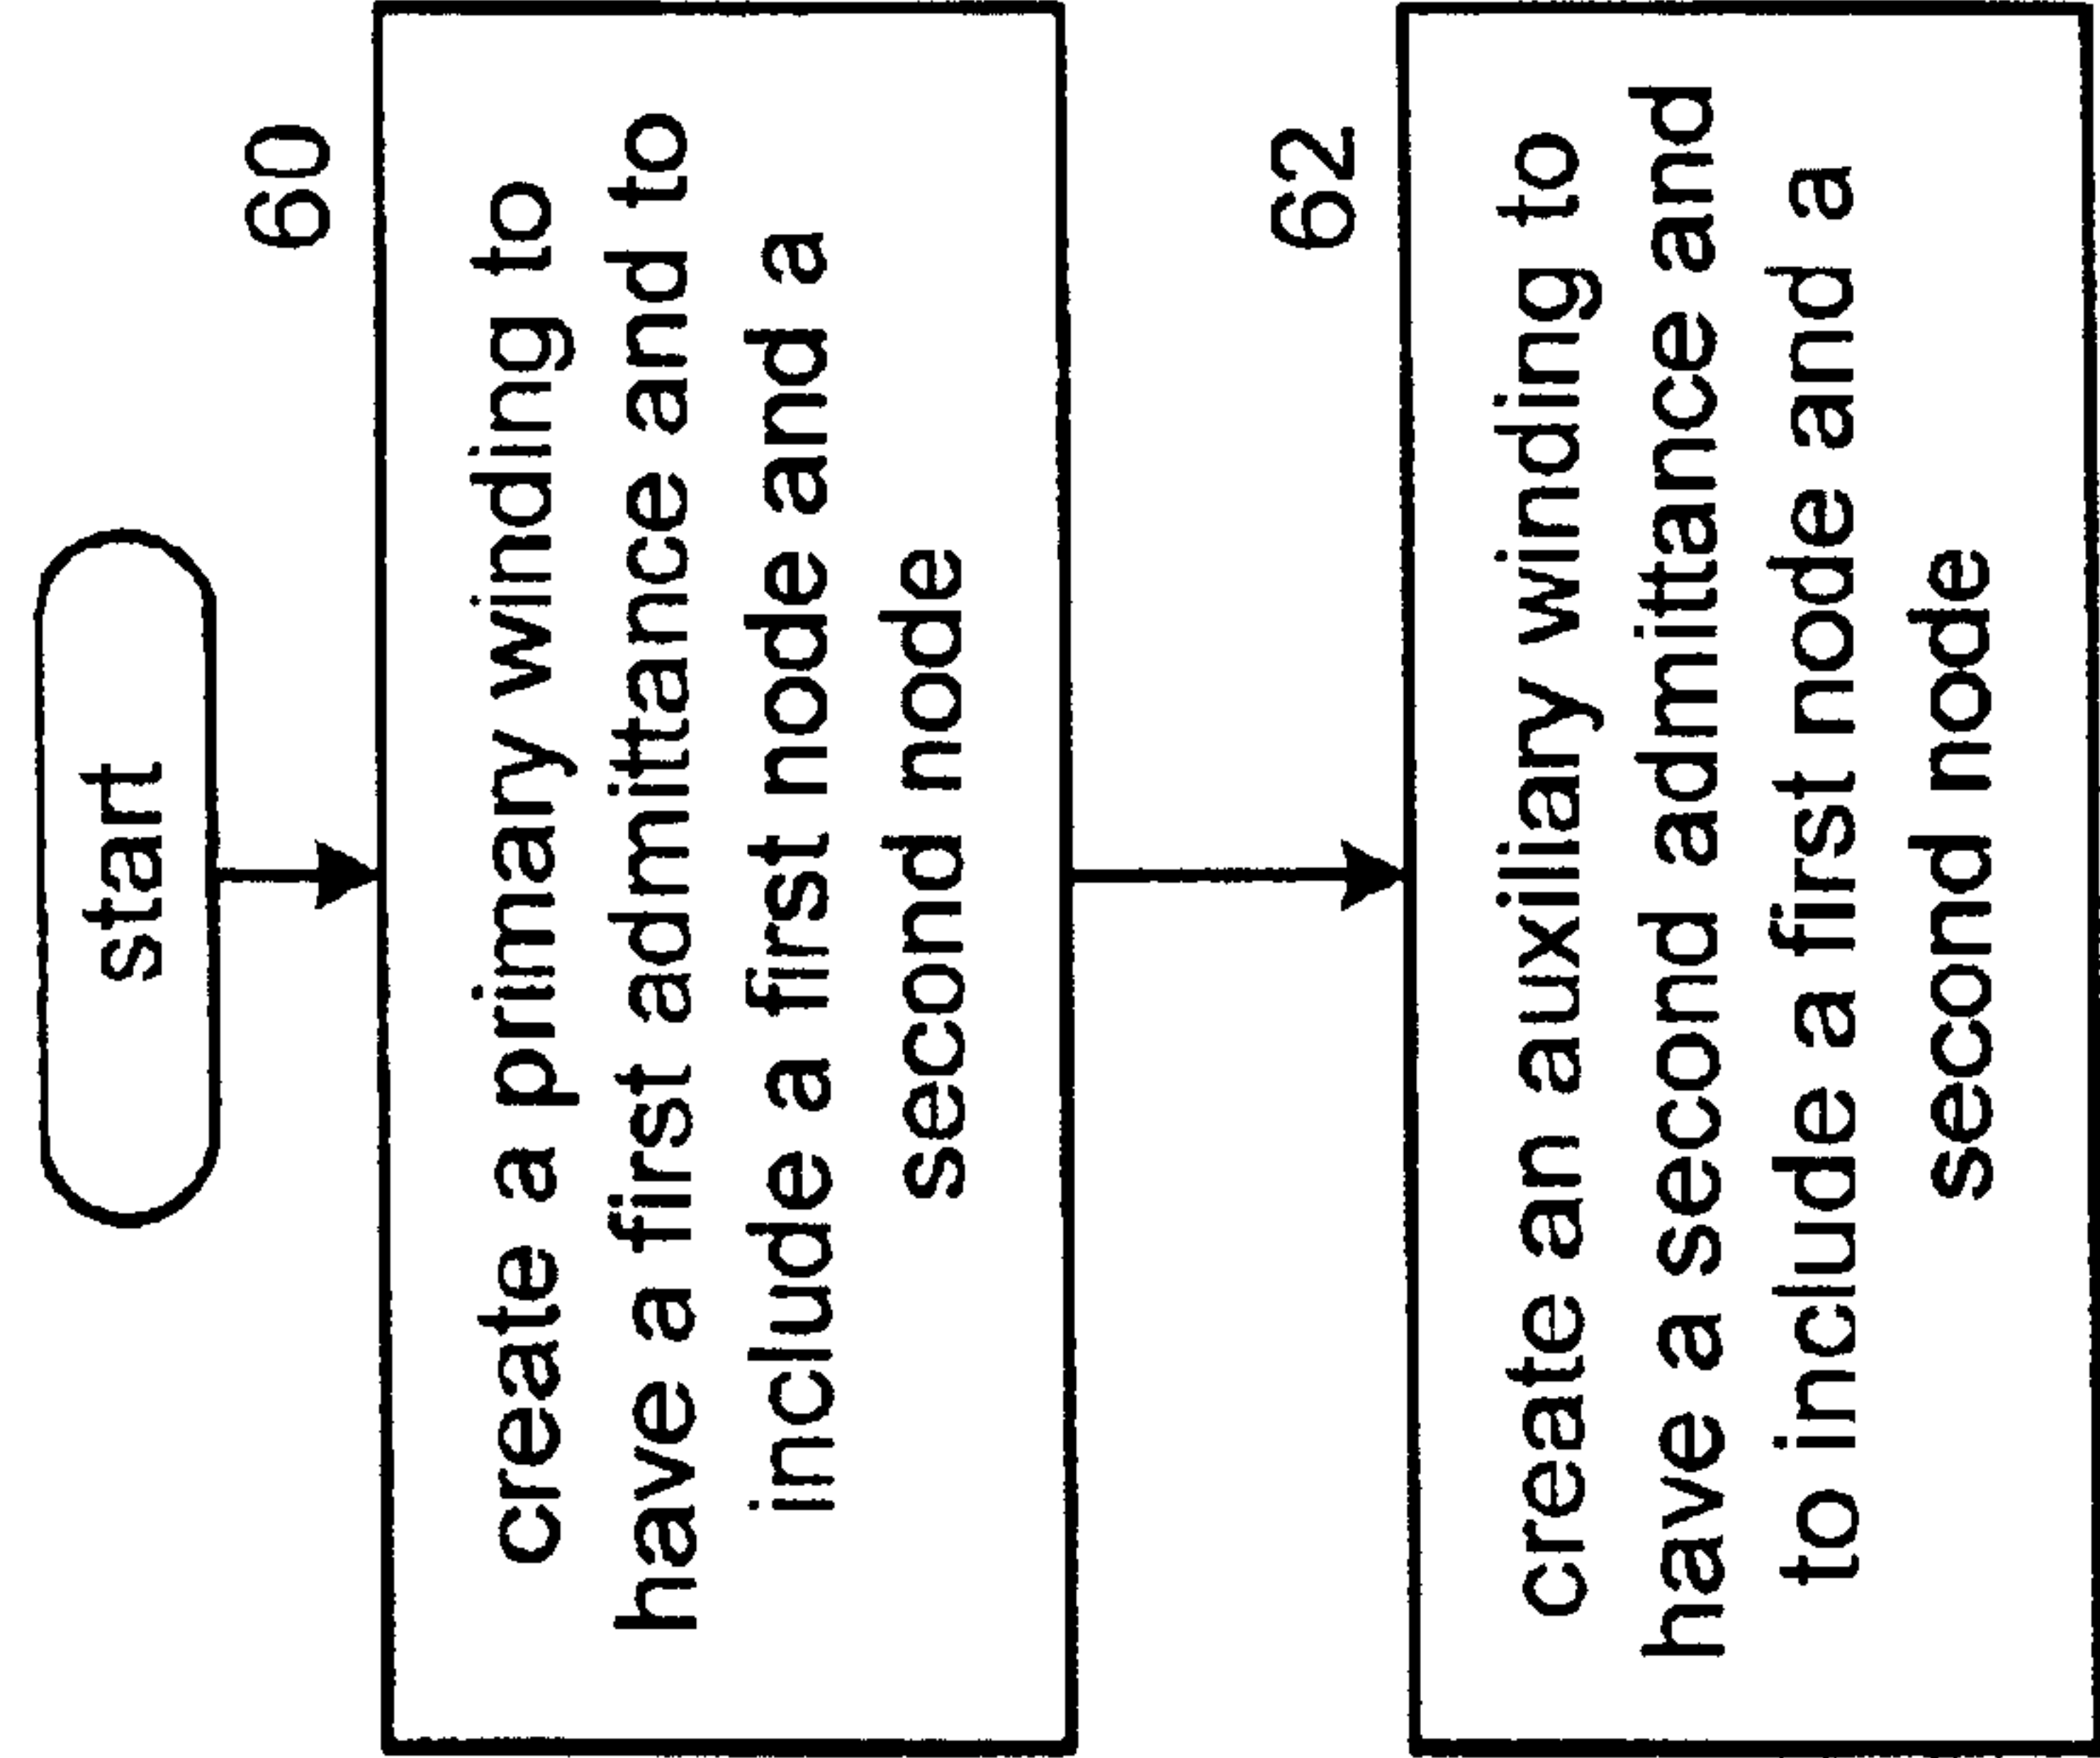 start
60
create a primary winding to
have a first admittance and to
include a first node and a
second node
62
create an auxiliary winding to
have a second admittance and
to include a first node and a
second node